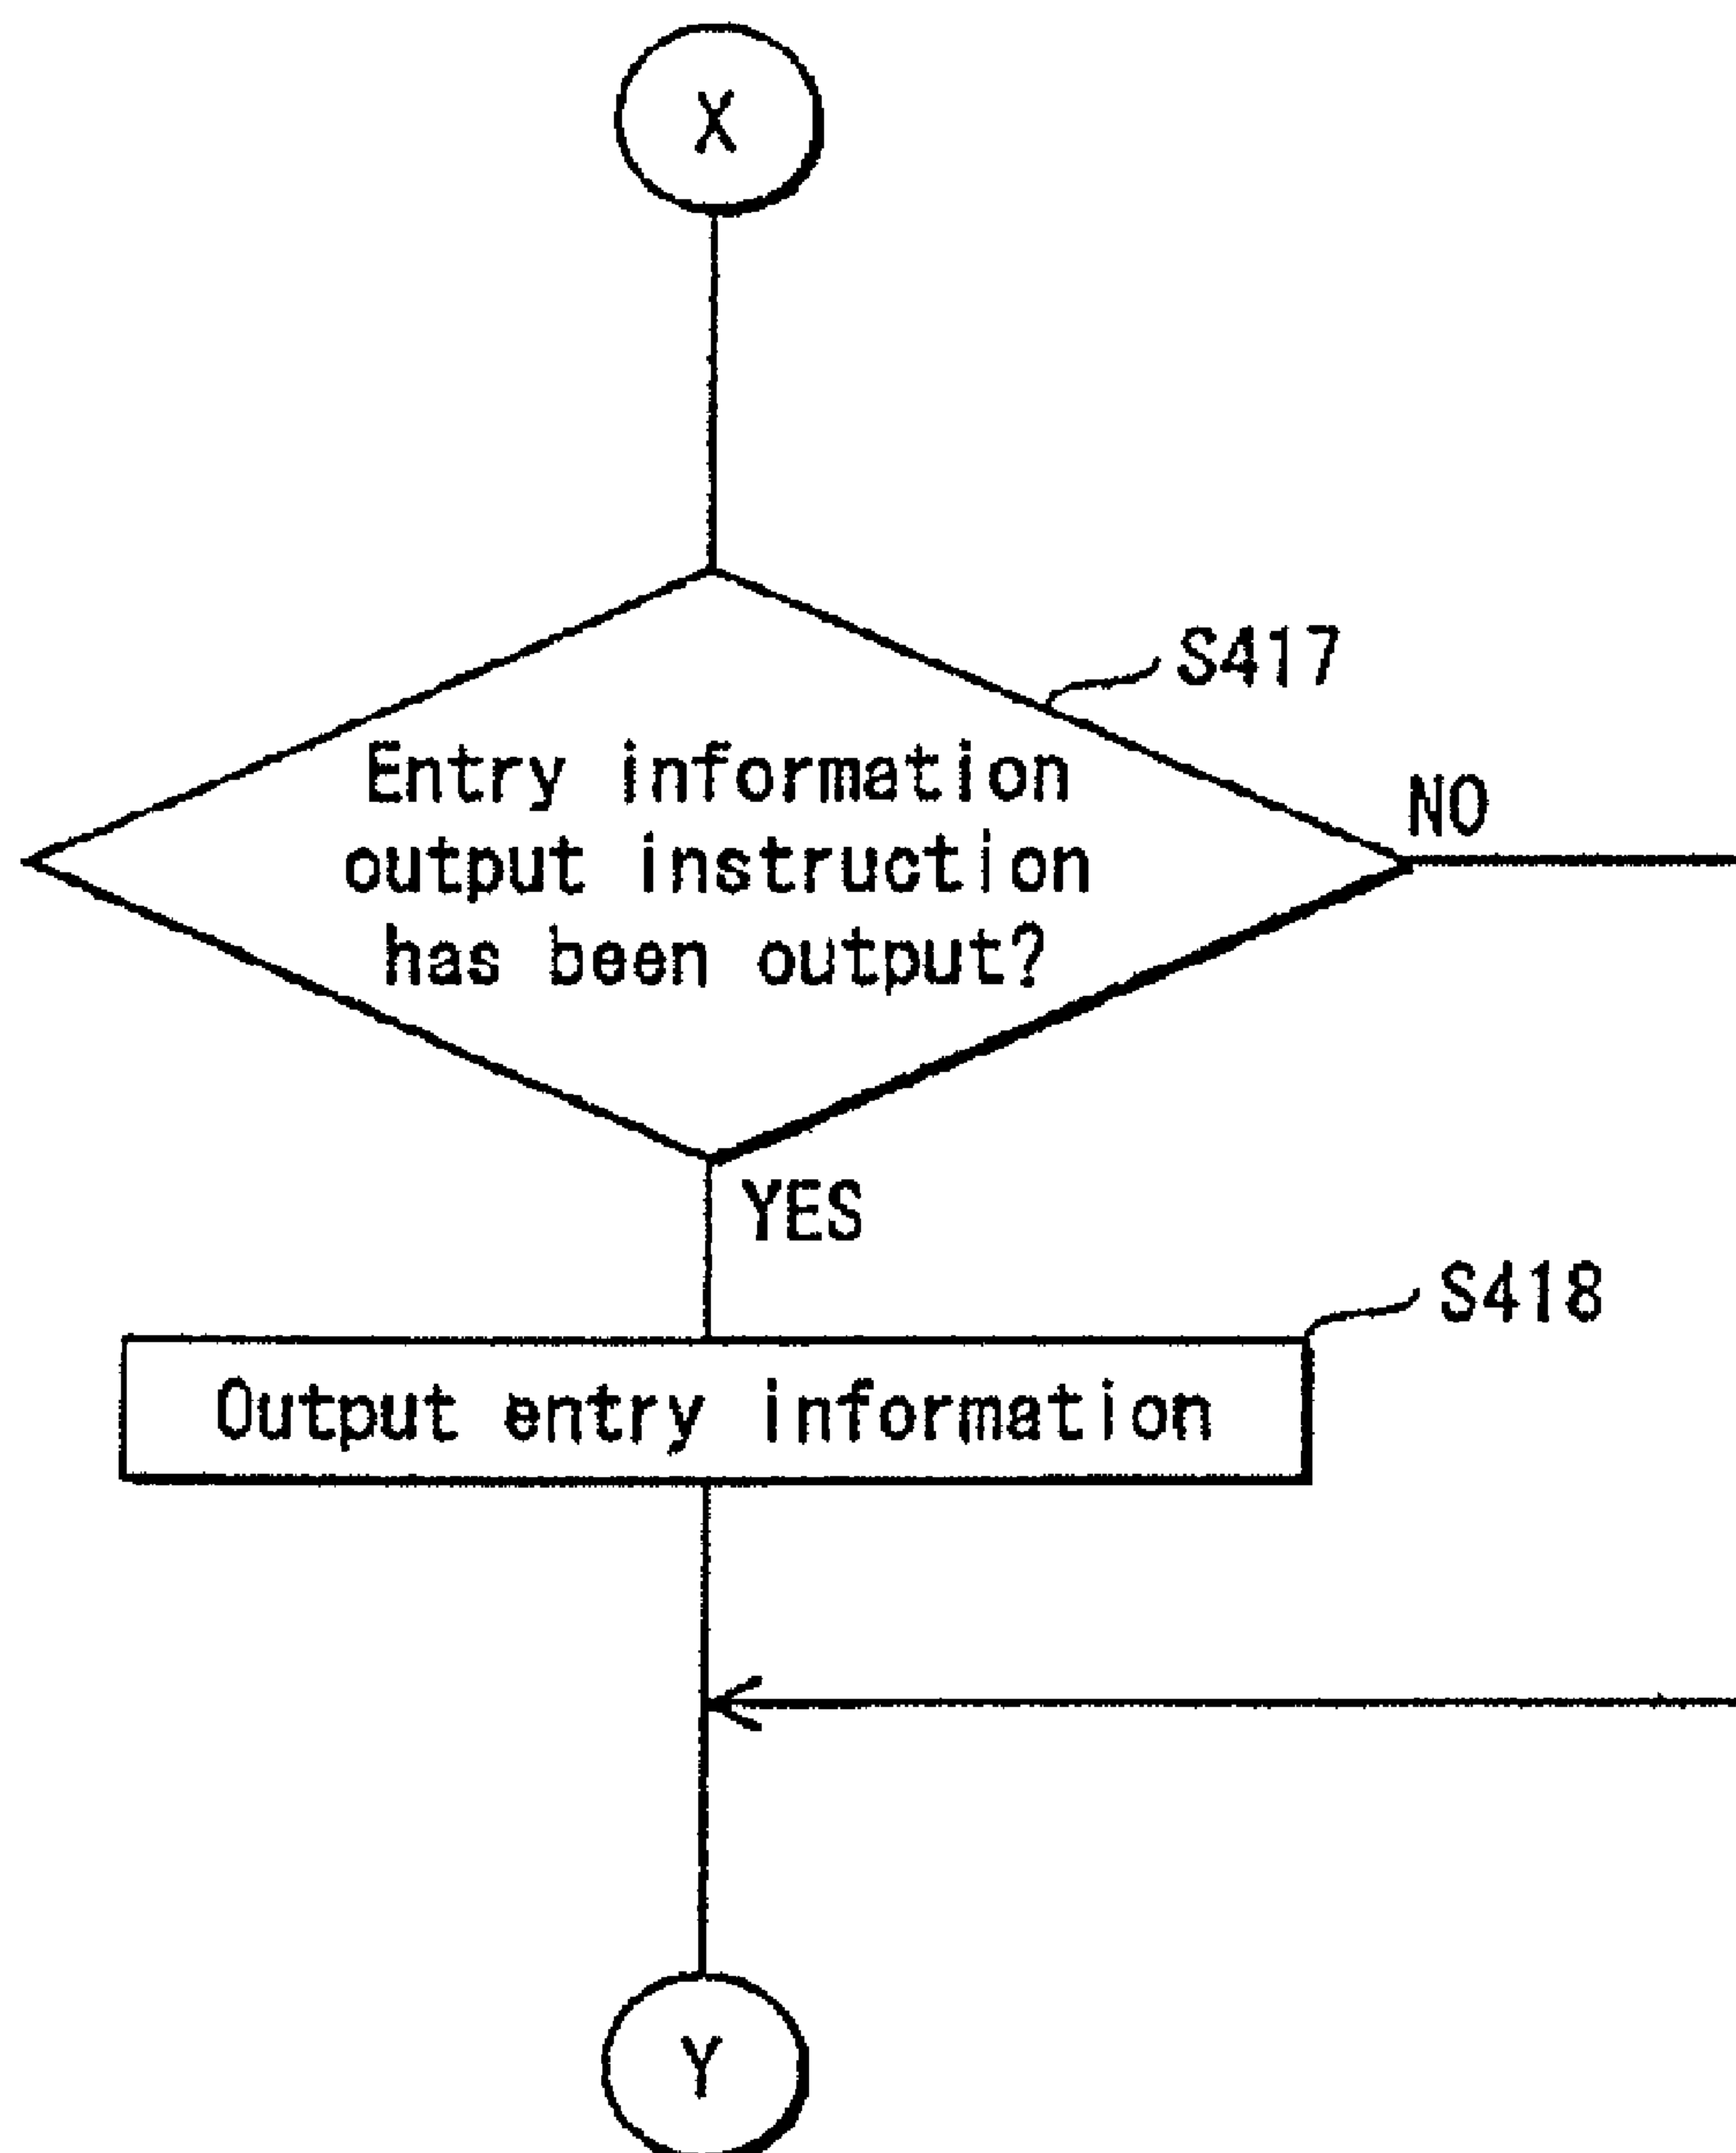 X
S417
Entry information
output instruction
has been output?
NO
YES
S418
Output entry information
Y